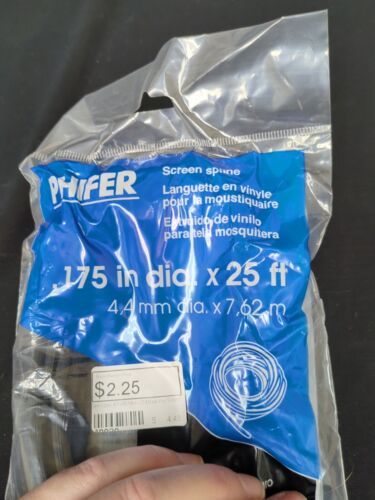 PHIFER
Screen spline
Languette en vinyle
pour la moustiquaire
Estruido de vinilo
para tela mosquitera
.175 in dia. x 25 ft
4,4 mm dia. x 7,62 m
$2.25